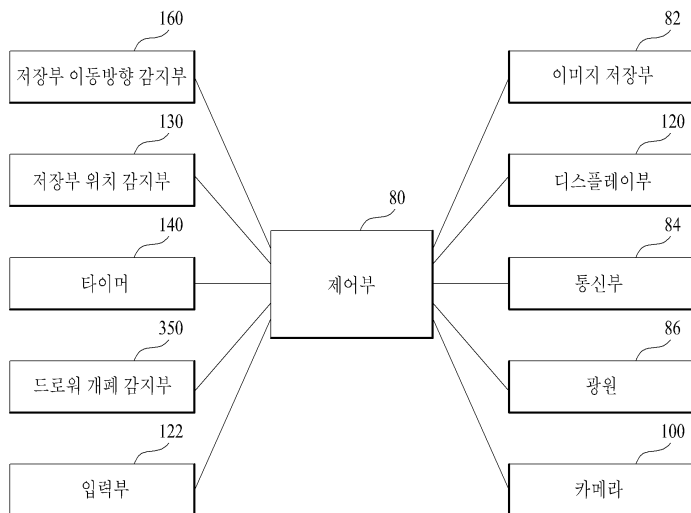 160
저장부 이동방향 감지부
82
이미지 저장부
130
저장부 위치 감지부
120
디스플레이부
80
제어부
140
타이머
84
통신부
350
드로워 개폐 감지부
86
광원
122
입력부
100
카메라